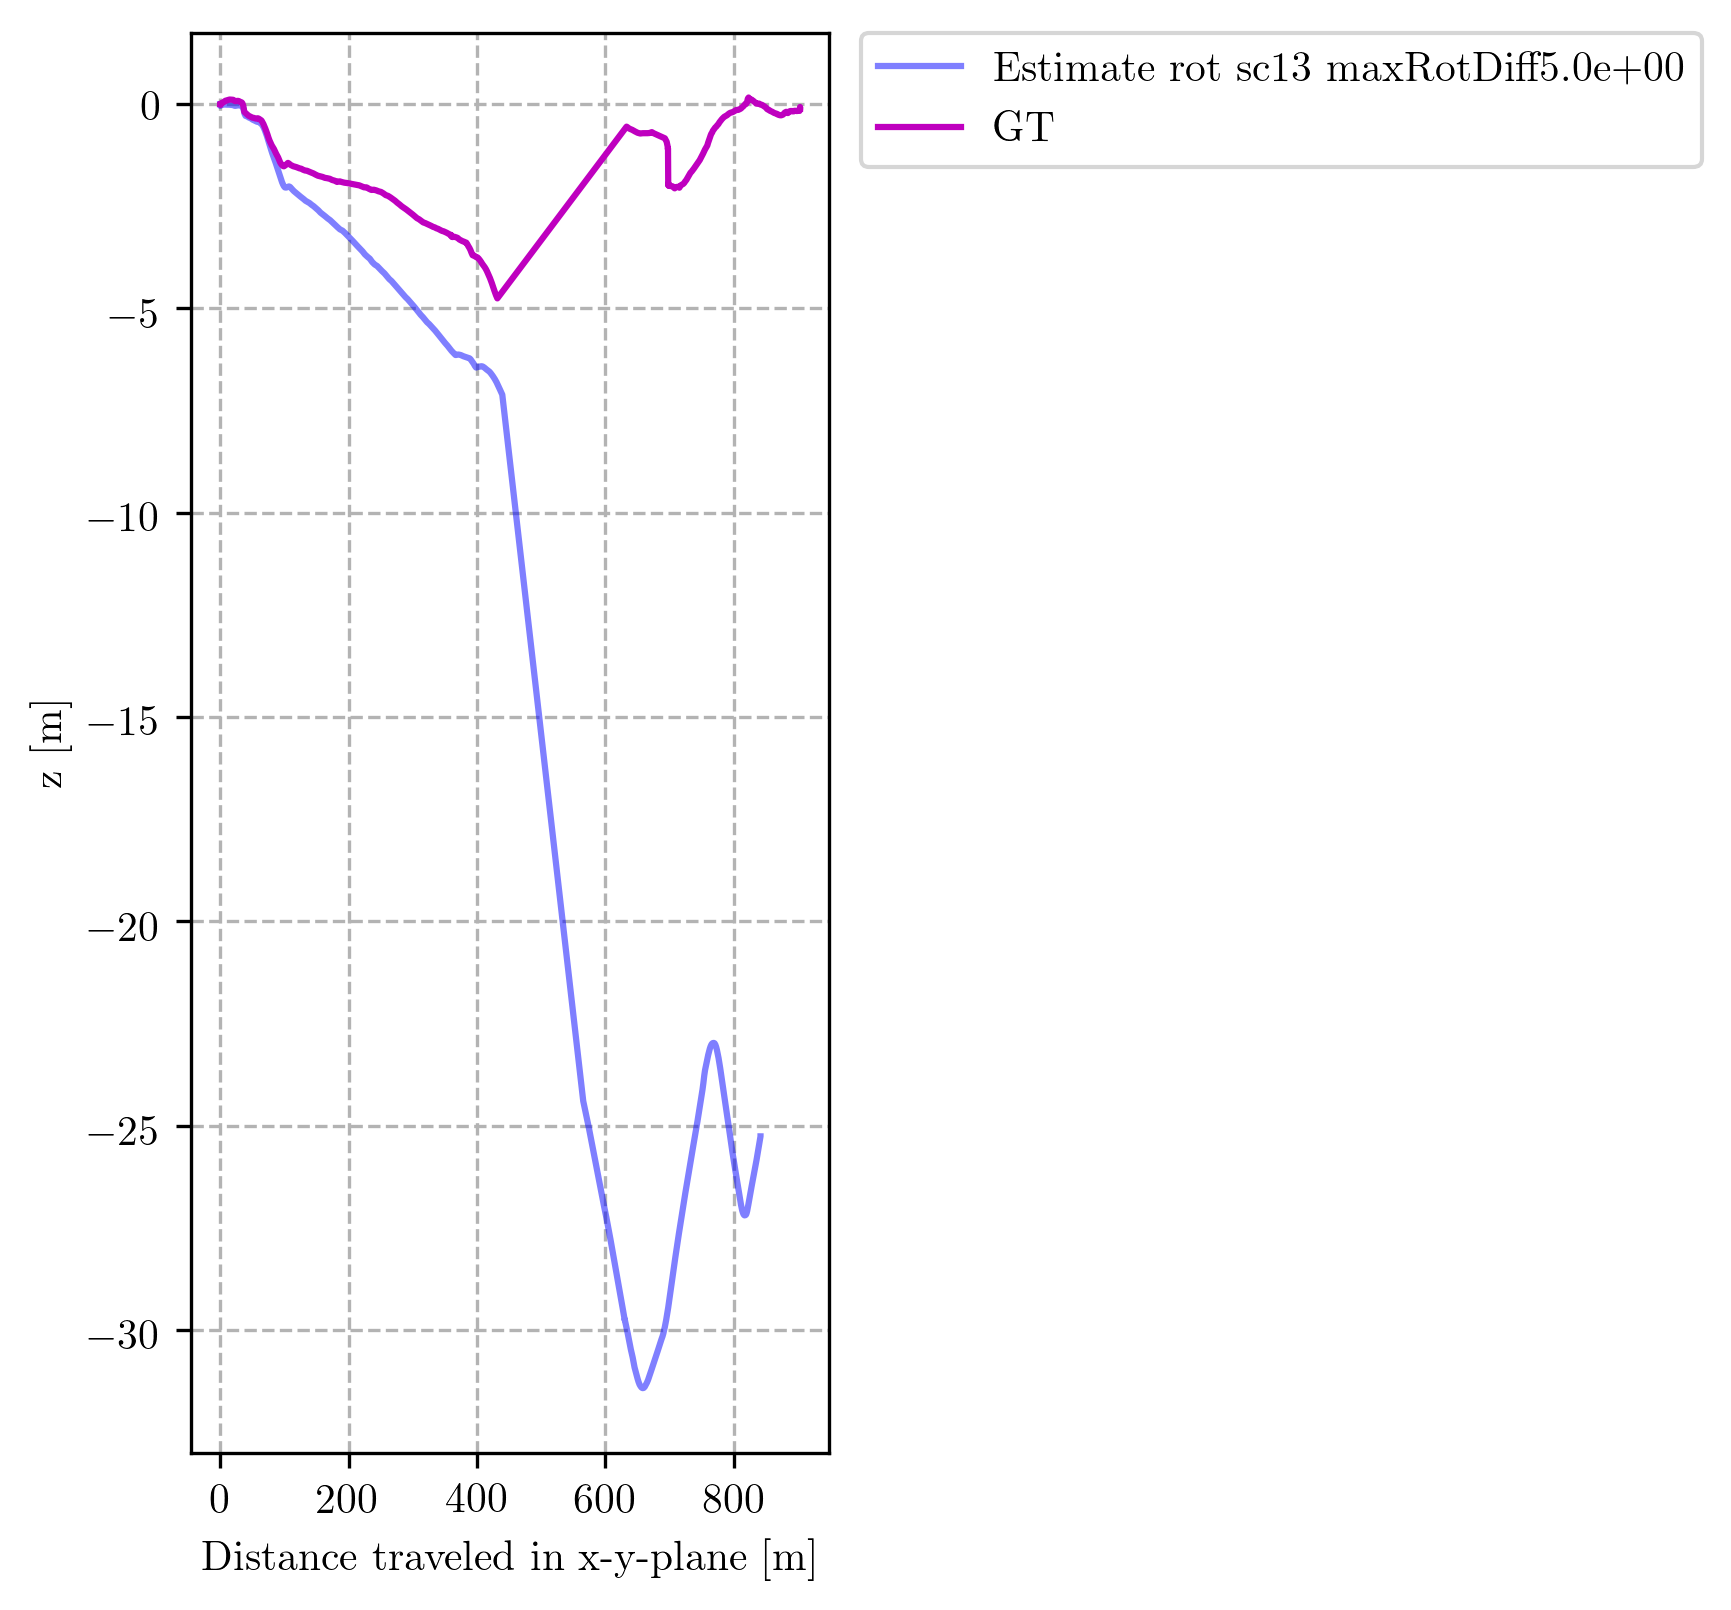 Estimate rot sc13 maxRotDiff5.0e+00
GT
0
−5
−10
−15
−20
−25
−30
z [m]
0 200 400 600 800
Distance traveled in x-y-plane [m]